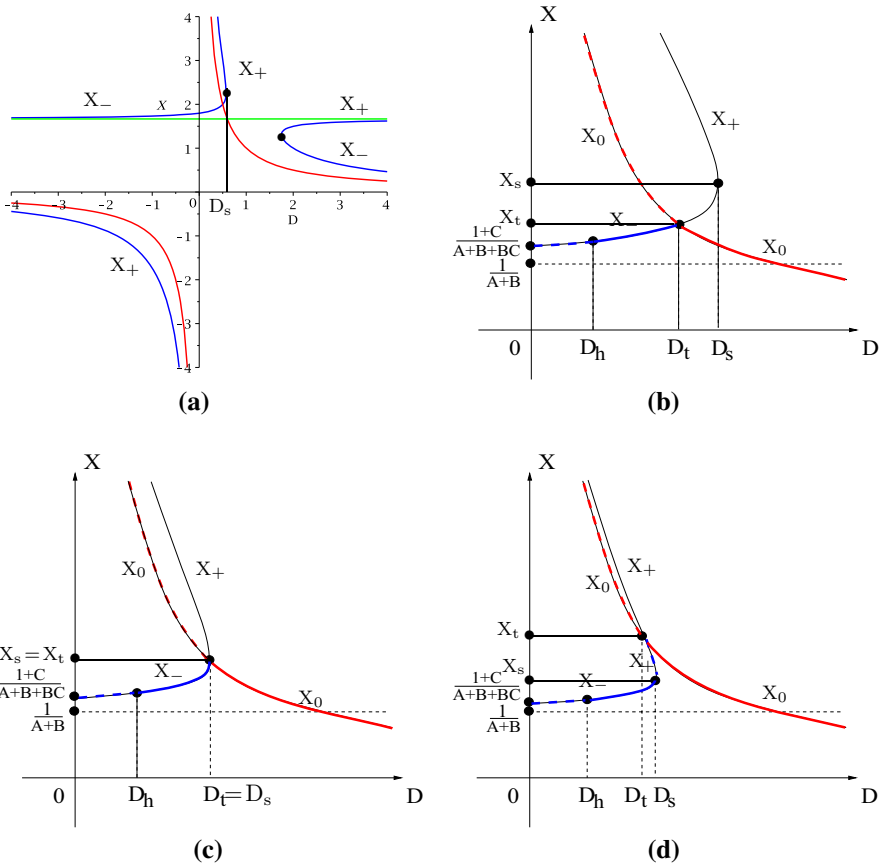 4
3
2
1
-1
-2
-3
-4
-4
-3
-2
-1
0
1
2
3
4
X₋
X
X₊
X₊
X₋
X₊
Dₛ
D
(a)
X
X₀
X₊
Xₛ
Xₜ
X₋
1+C
A+B+BC
1
A+B
X₀
0
Dₕ
Dₜ
Dₛ
D
(b)
X
X₀
X₊
Xₛ=Xₜ
X₋
1+C
A+B+BC
1
A+B
X₀
0
Dₕ
Dₜ=Dₛ
D
(c)
X
X₀
X₊
Xₜ
Xₛ
X₊
X₋
1+C
A+B+BC
1
A+B
X₀
0
Dₕ
Dₜ
Dₛ
D
(d)